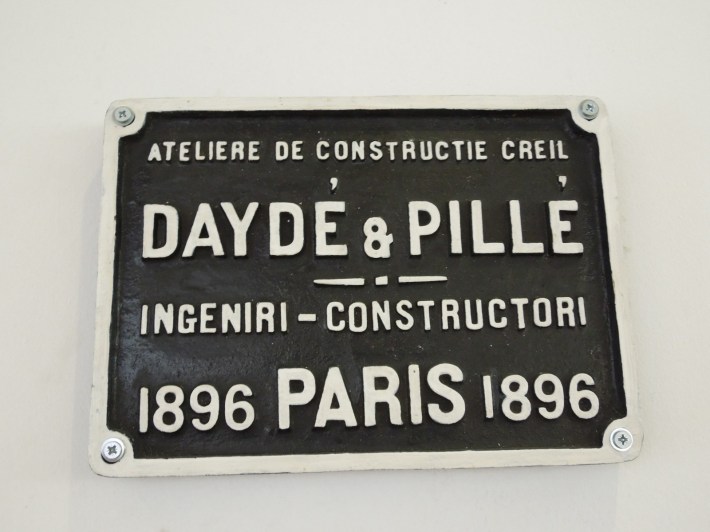 ATELIERE DE CONSTRUCTIE CREIL
DAYDÉ & PILLÉ
INGENIRI - CONSTRUCTORI
1896 PARIS 1896